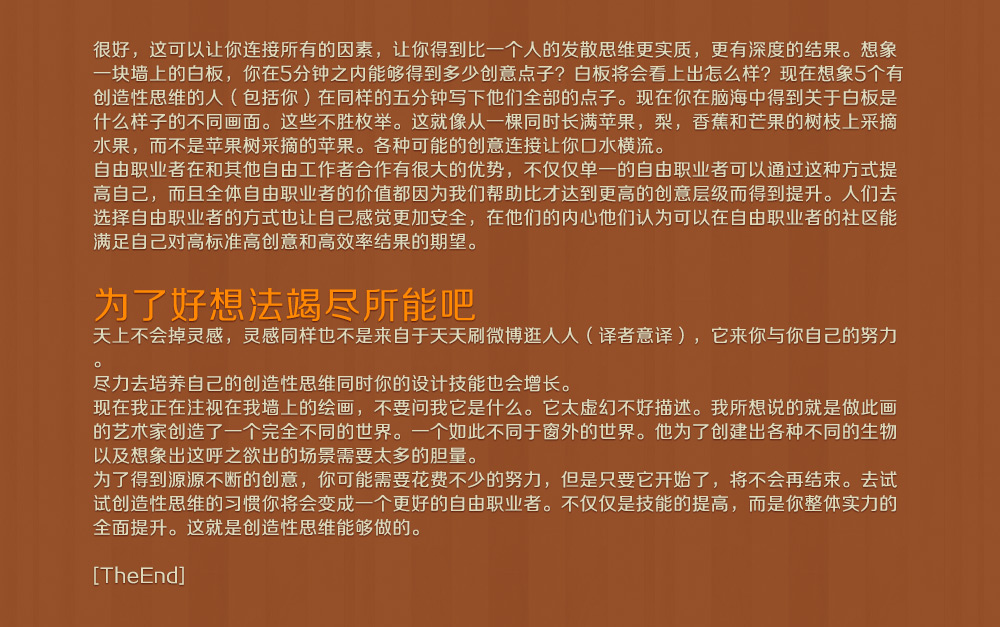 很好，这可以让你连接所有的因素，让你得到比一个人的发散思维更实质，更有深度的结果。想象
一块墙上的白板，你在5分钟之内能够得到多少创意点子？白板将会看上出怎么样？现在想象5个有
创造性思维的人（包括你）在同样的五分钟写下他们全部的点子。现在你在脑海中得到关于白板是
什么样子的不同画面。这些不胜枚举。这就像从一棵同时长满苹果，梨，香蕉和芒果的树枝上采摘
水果，而不是苹果树采摘的苹果。各种可能的创意连接让你口水横流。
自由职业者在和其他自由工作者合作有很大的优势，不仅仅单一的自由职业者可以通过这种方式提
高自己，而且全体自由职业者的价值都因为我们帮助比才达到更高的创意层级而得到提升。人们去
选择自由职业者的方式也让自己感觉更加安全，在他们的内心他们认为可以在自由职业者的社区能
满足自己对高标准高创意和高效率结果的期望。
为了好想法竭尽所能吧
天上不会掉灵感，灵感同样也不是来自于天天刷微博逛人人（译者意译），它来你与你自己的努力
。
尽力去培养自己的创造性思维同时你的设计技能也会增长。
现在我正在注视在我墙上的绘画，不要问我它是什么。它太虚幻不好描述。我所想说的就是做此画
的艺术家创造了一个完全不同的世界。一个如此不同于窗外的世界。他为了创建出各种不同的生物
以及想象出这呼之欲出的场景需要太多的胆量。
为了得到源源不断的创意，你可能需要花费不少的努力，但是只要它开始了，将不会再结束。去试
试创造性思维的习惯你将会变成一个更好的自由职业者。不仅仅是技能的提高，而是你整体实力的
全面提升。这就是创造性思维能够做的。
[TheEnd]